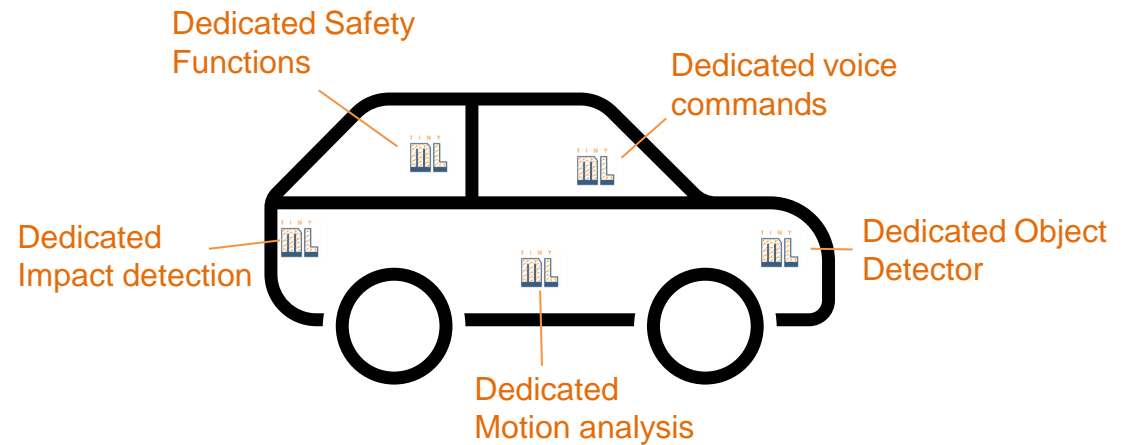 Dedicated Safety
Functions
Dedicated voice
commands
TINY
ML
TINY
ML
Dedicated
Impact detection
TINY
ML
TINY
ML
TINY
ML
Dedicated Object
Detector
Dedicated
Motion analysis